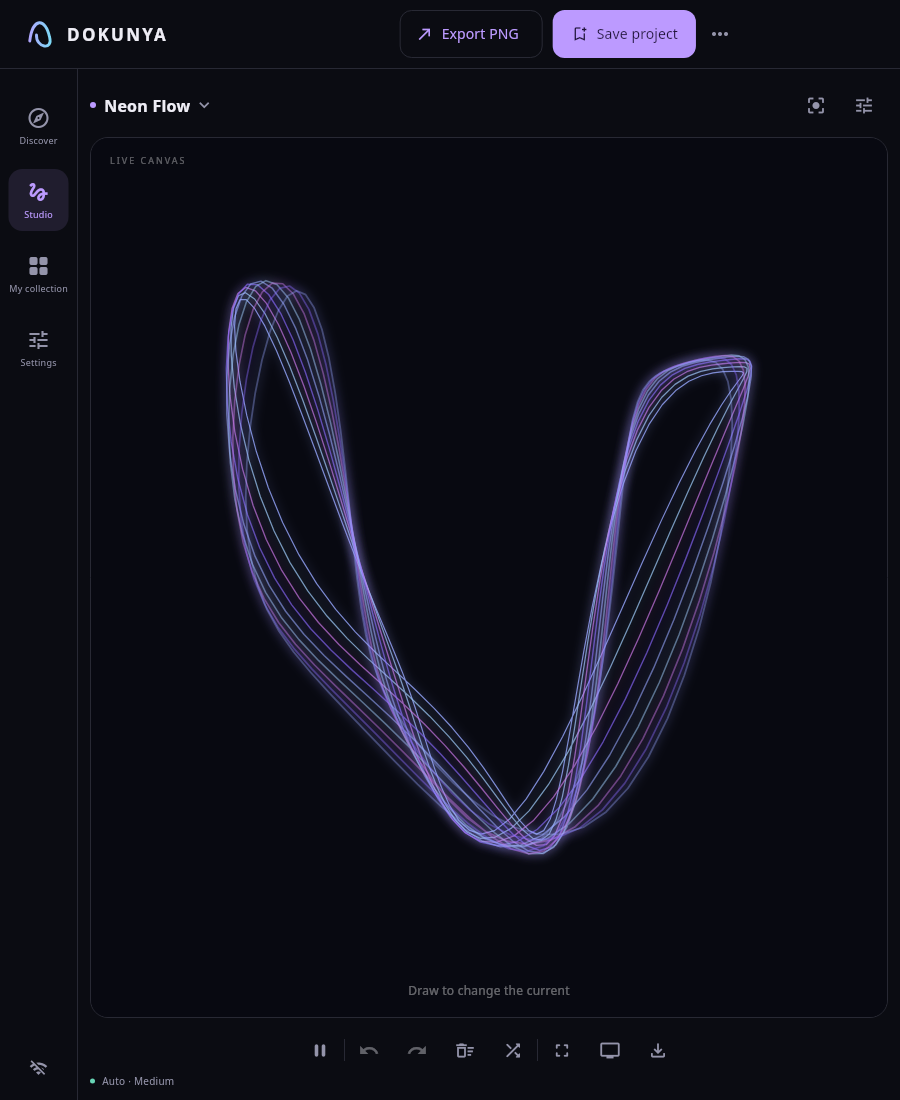 DOKUNYA
Export PNG
Save project
Discover
Studio
My collection
Settings
Neon Flow
LIVE CANVAS
Draw to change the current
Auto · Medium